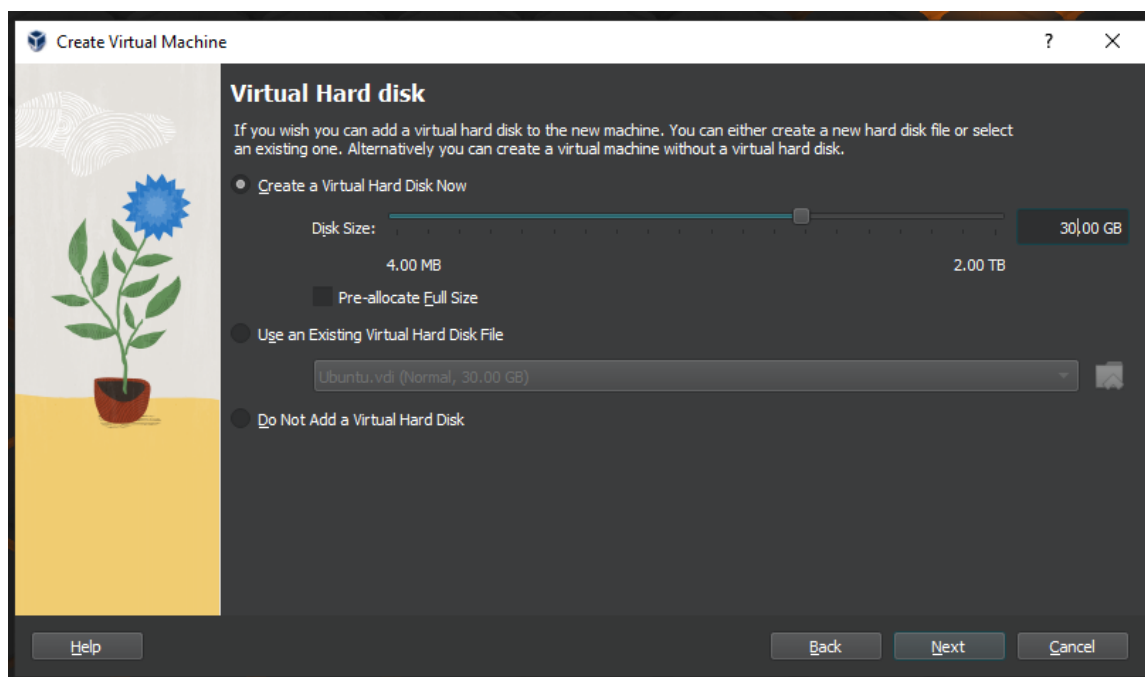 Create Virtual Machine
?
Virtual Hard disk
If you wish you can add a virtual hard disk to the new machine. You can either create a new hard disk file or select
an existing one. Alternatively you can create a virtual machine without a virtual hard disk.
Create a Virtual Hard Disk Now
Disk Size:
30.00 GB
4.00 MB
2.00 TB
Pre-allocate Full Size
Use an Existing Virtual Hard Disk File
Ubuntu.vdi (Normal, 30.00 GB)
Do Not Add a Virtual Hard Disk
Help
Back
Next
Cancel